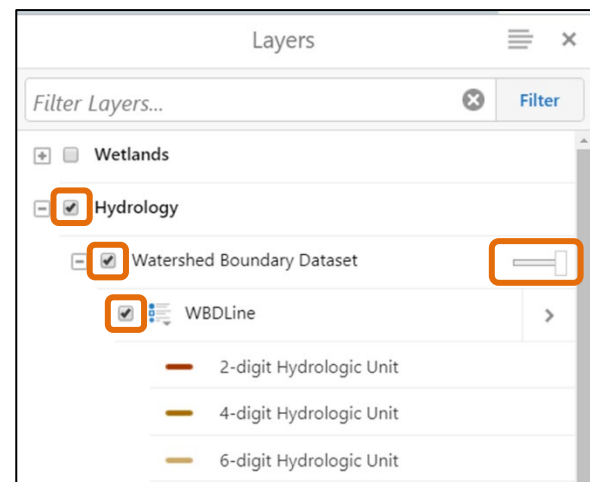 Layers
Filter Layers...
Filter
Wetlands
Hydrology
Watershed Boundary Dataset
WBDLine
2-digit Hydrologic Unit
4-digit Hydrologic Unit
6-digit Hydrologic Unit